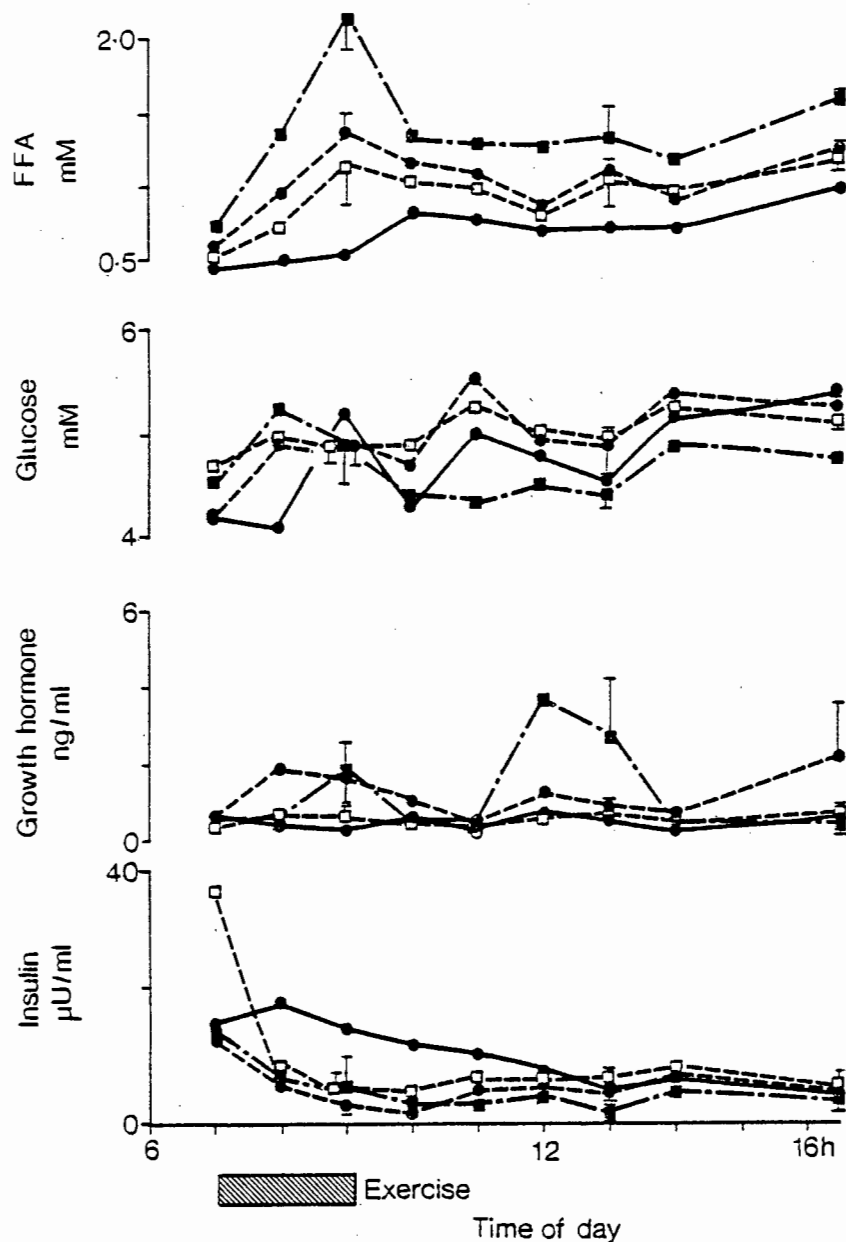 2·0
FFA
mM
0·5
6
Glucose
mM
4
6
Growth hormone
ng/ml
0
40
Insulin
µU/ml
0
6
12
16h
Exercise
Time of day